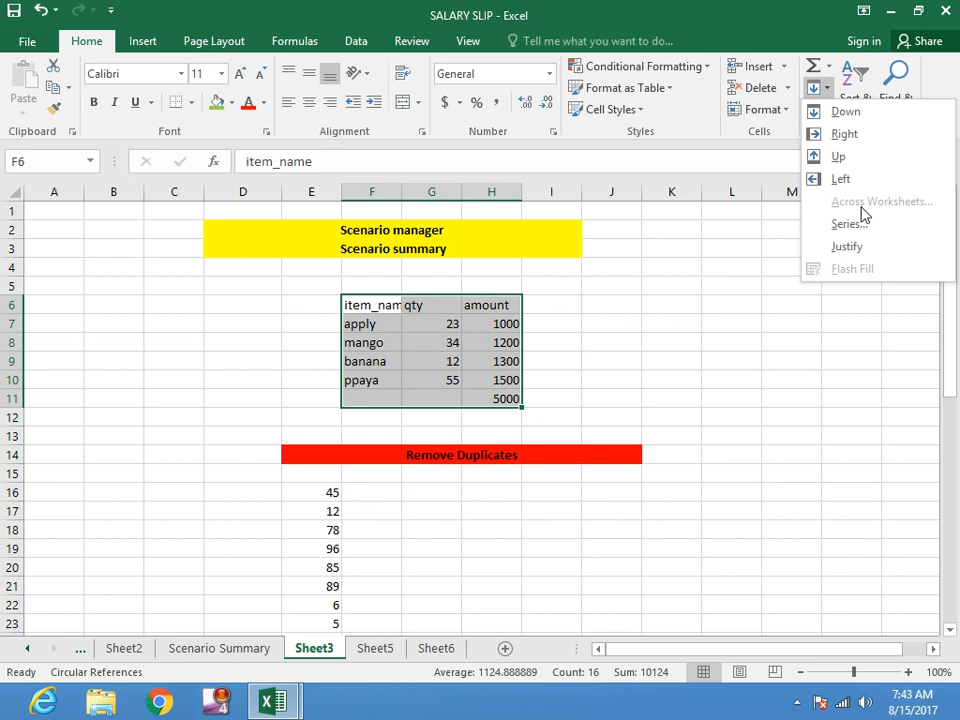 SALARY SLIP - Excel
File Home Insert Page Layout Formulas Data Review View Tell me what you want to do... Sign in Share
Paste
Calibri 11
B I U
General
$ % 
Conditional Formatting
Format as Table
Cell Styles
Insert
Delete
Format
Clipboard Font Alignment Number Styles Cells
Down
Right
Up
Left
Across Worksheets...
Series...
Justify
Flash Fill
F6 fx item_name
A B C D E F G H I J K L M
1
2 Scenario manager
3 Scenario summary
4
5
6 item_nam qty amount
7 apply 23 1000
8 mango 34 1200
9 banana 12 1300
10 ppaya 55 1500
11 5000
12
13
14 Remove Duplicates
15
16 45
17 12
18 78
19 96
20 85
21 89
22 6
23 5
... Sheet2 Scenario Summary Sheet3 Sheet5 Sheet6
Ready Circular References Average: 1124.888889 Count: 16 Sum: 10124 100%
7:43 AM
8/15/2017